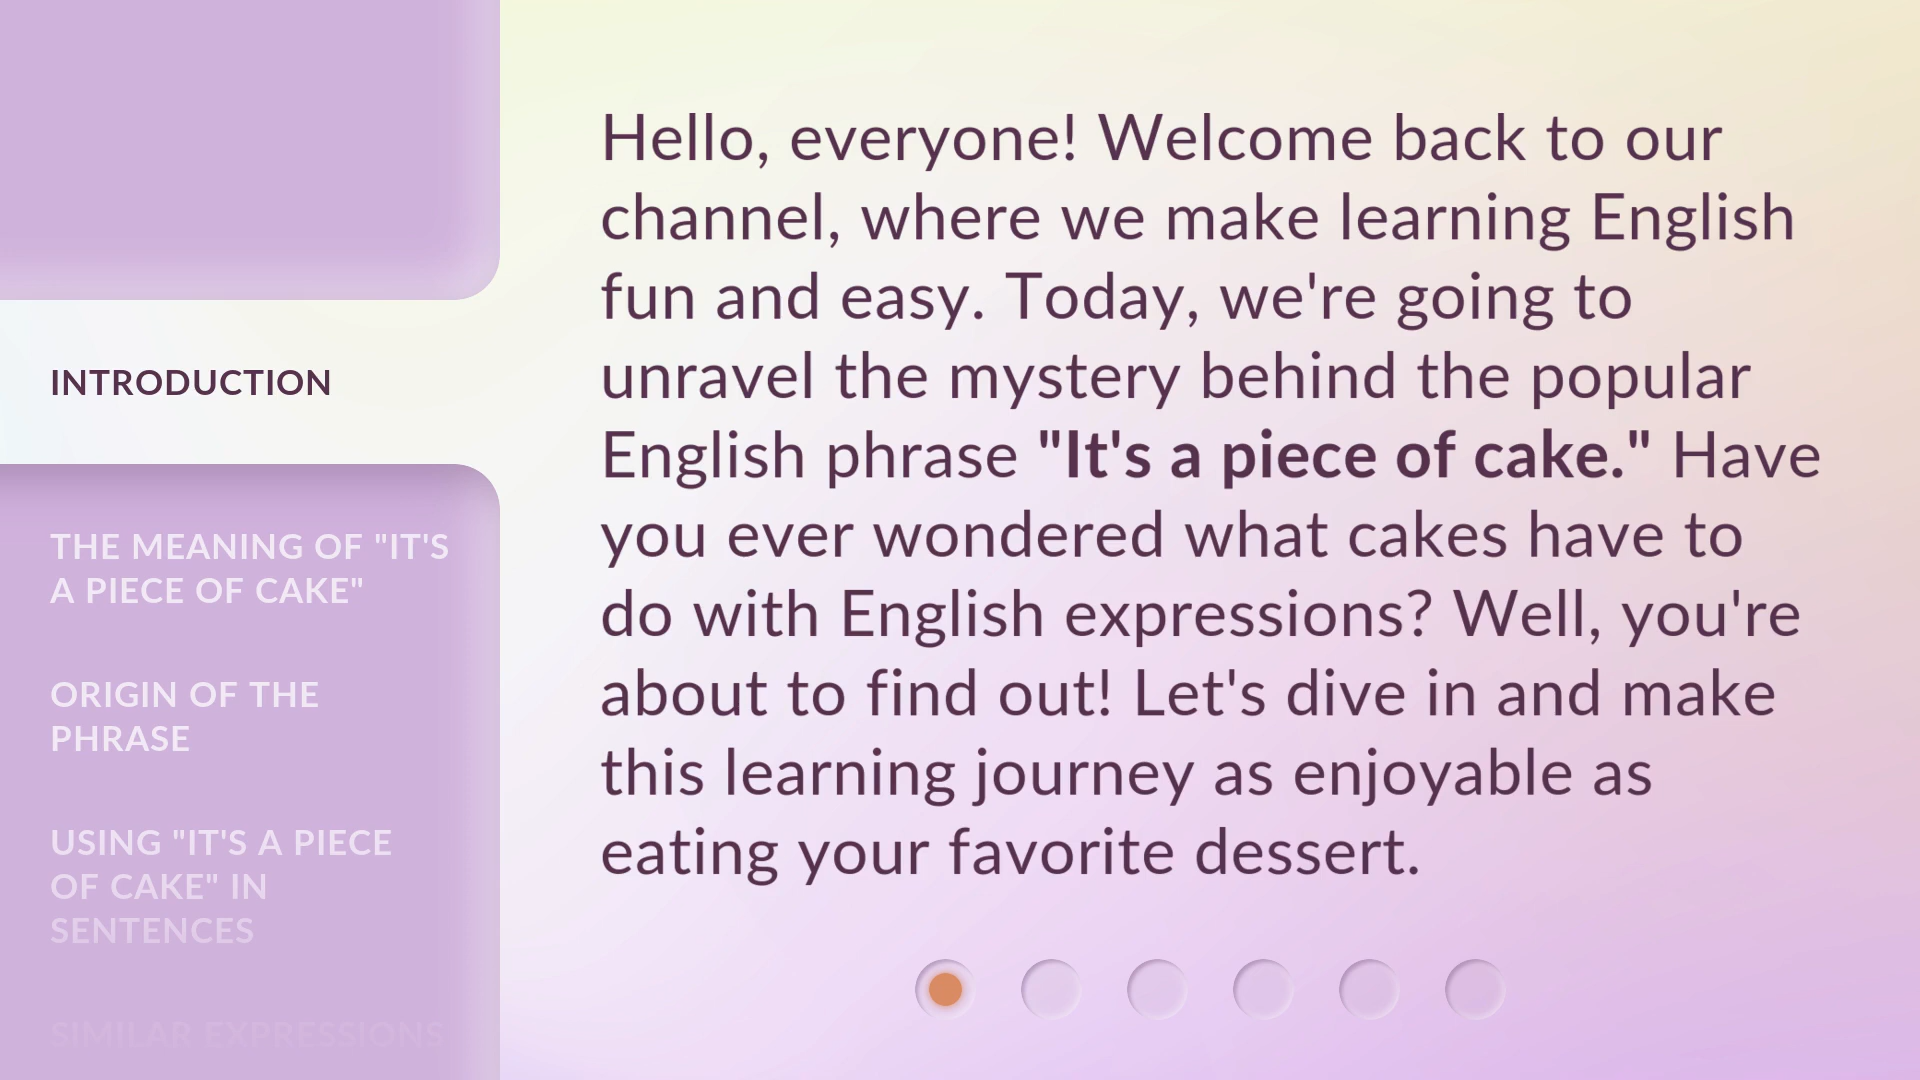 INTRODUCTION
THE MEANING OF "IT'S
A PIECE OF CAKE"
ORIGIN OF THE
PHRASE
USING "IT'S A PIECE
OF CAKE" IN
SENTENCES
SIMILAR EXPRESSIONS
Hello, everyone! Welcome back to our
channel, where we make learning English
fun and easy. Today, we're going to
unravel the mystery behind the popular
English phrase "It's a piece of cake." Have
you ever wondered what cakes have to
do with English expressions? Well, you're
about to find out! Let's dive in and make
this learning journey as enjoyable as
eating your favorite dessert.